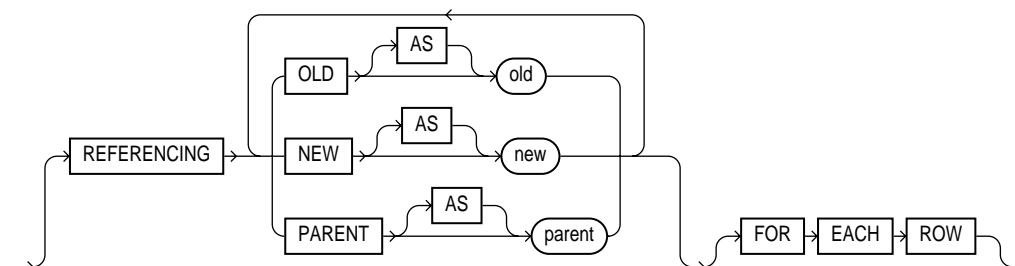 AS
OLD old
AS
REFERENCING NEW new
AS
PARENT parent FOR EACH ROW